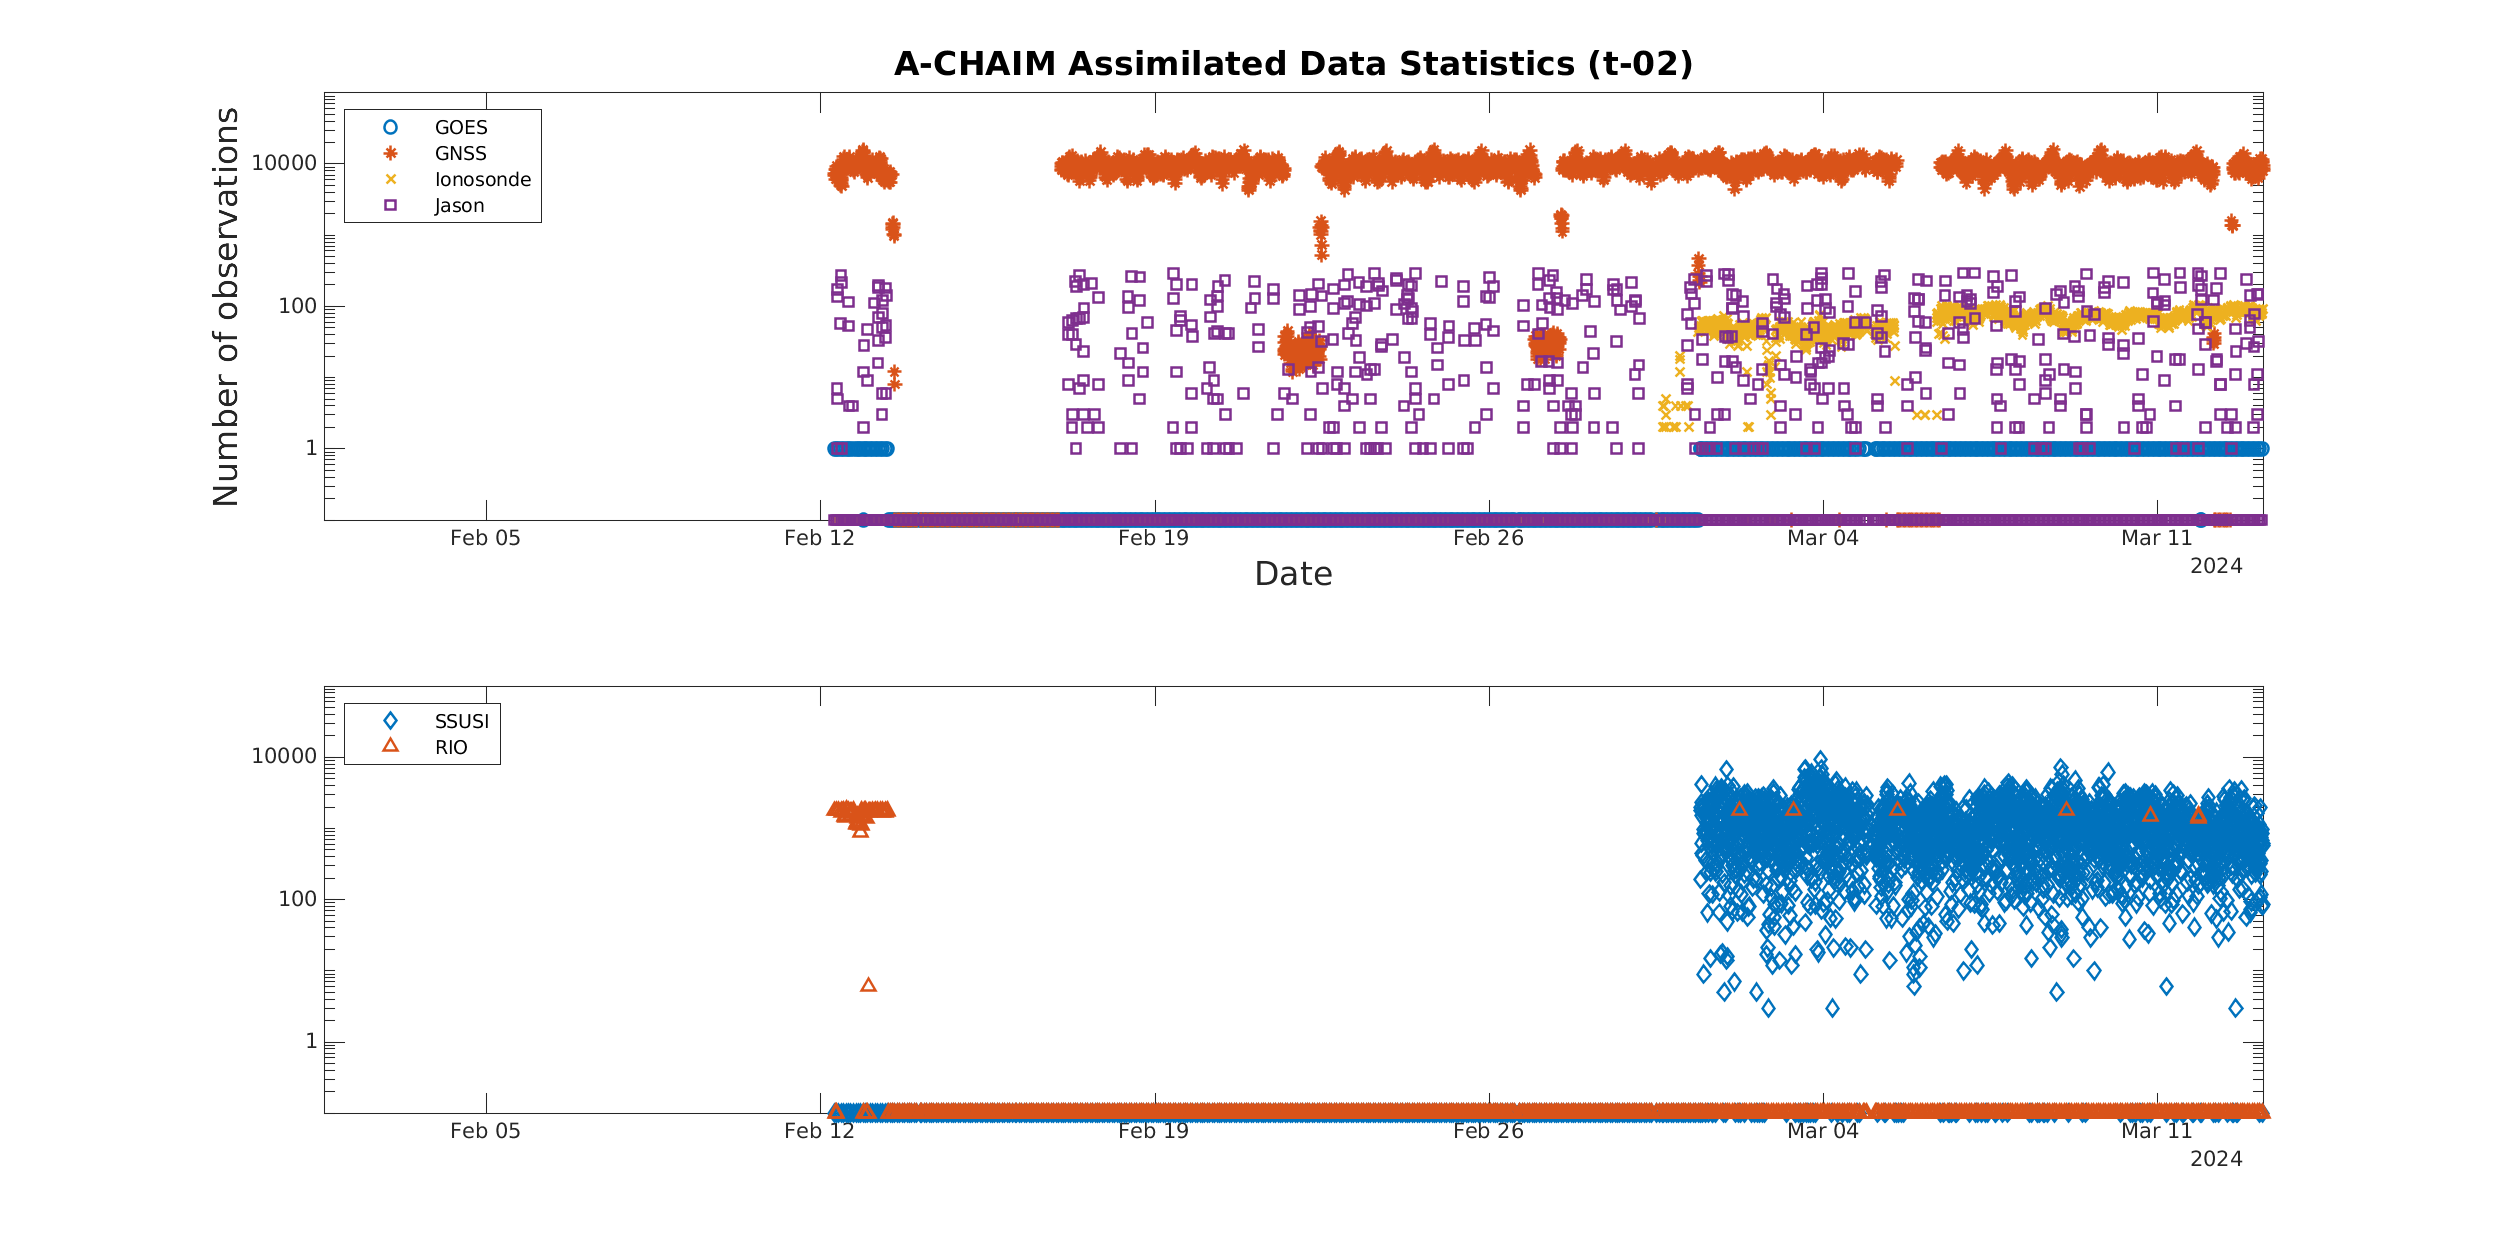 A-CHAIM Assimilated Data Statistics (t-02)
Number of observations
10000
100
1
GOES
GNSS
Ionosonde
Jason
Feb 05
Feb 12
Feb 19
Feb 26
Mar 04
Mar 11
2024
Date
10000
100
1
SSUSI
RIO
Feb 05
Feb 12
Feb 19
Feb 26
Mar 04
Mar 11
2024